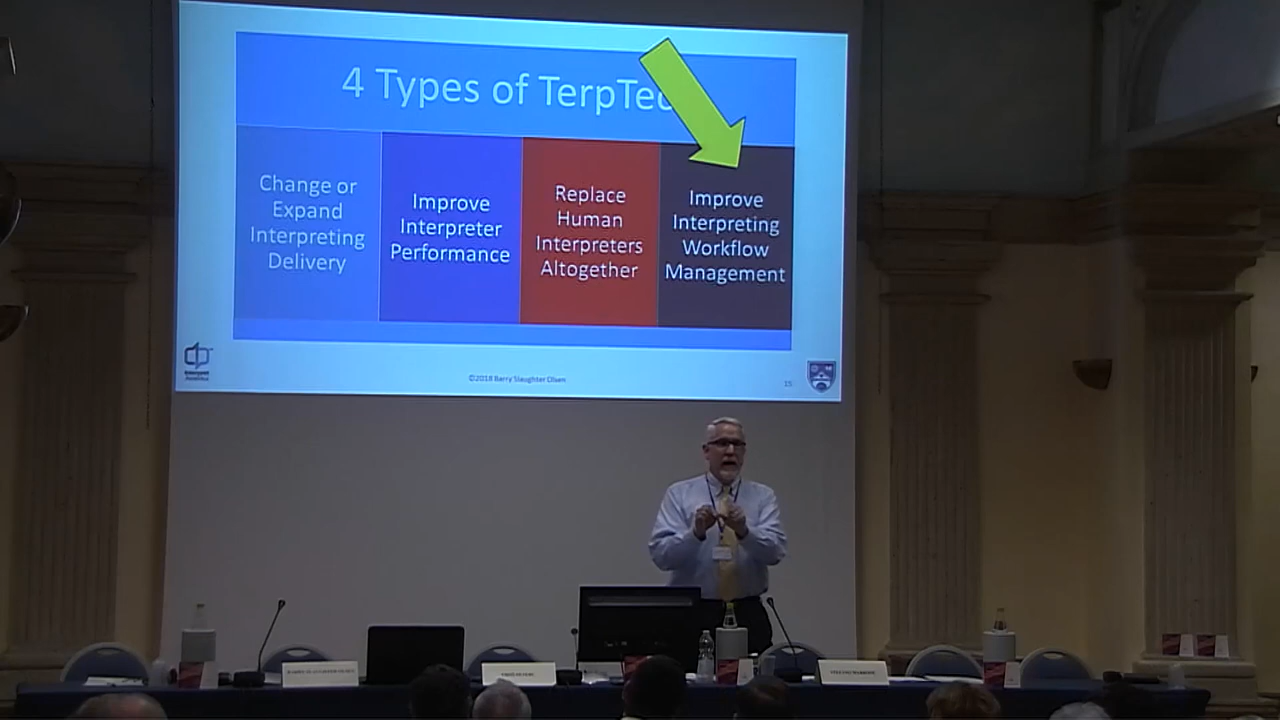 4 Types of TerpTec
Change or
Expand
Interpreting
Delivery
Improve
Interpreter
Performance
Replace
Human
Interpreters
Altogether
Improve
Interpreting
Workflow
Management
©2018 Barry Slaughter Olsen
15